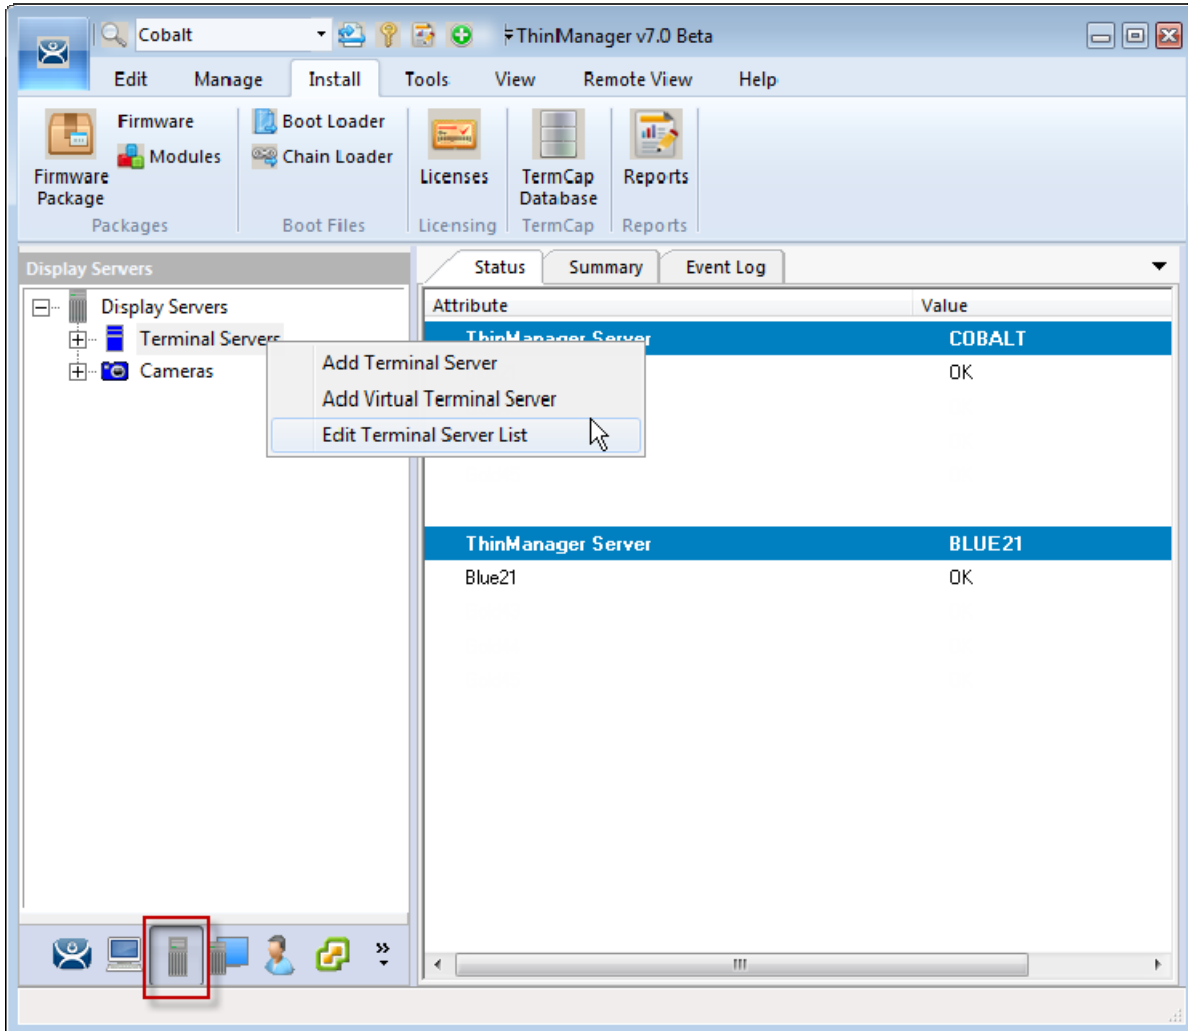 Cobalt
ThinManager v7.0 Beta
Edit Manage Install Tools View Remote View Help
Firmware Package
Firmware
Modules
Packages
Boot Loader
Chain Loader
Boot Files
Licenses
Licensing
TermCap Database
TermCap
Reports
Reports
Display Servers
Display Servers
Terminal Servers
Cameras
Add Terminal Server
Add Virtual Terminal Server
Edit Terminal Server List
Status Summary Event Log
Attribute Value
ThinManager Server COBALT
OK
ThinManager Server BLUE21
Blue21 OK